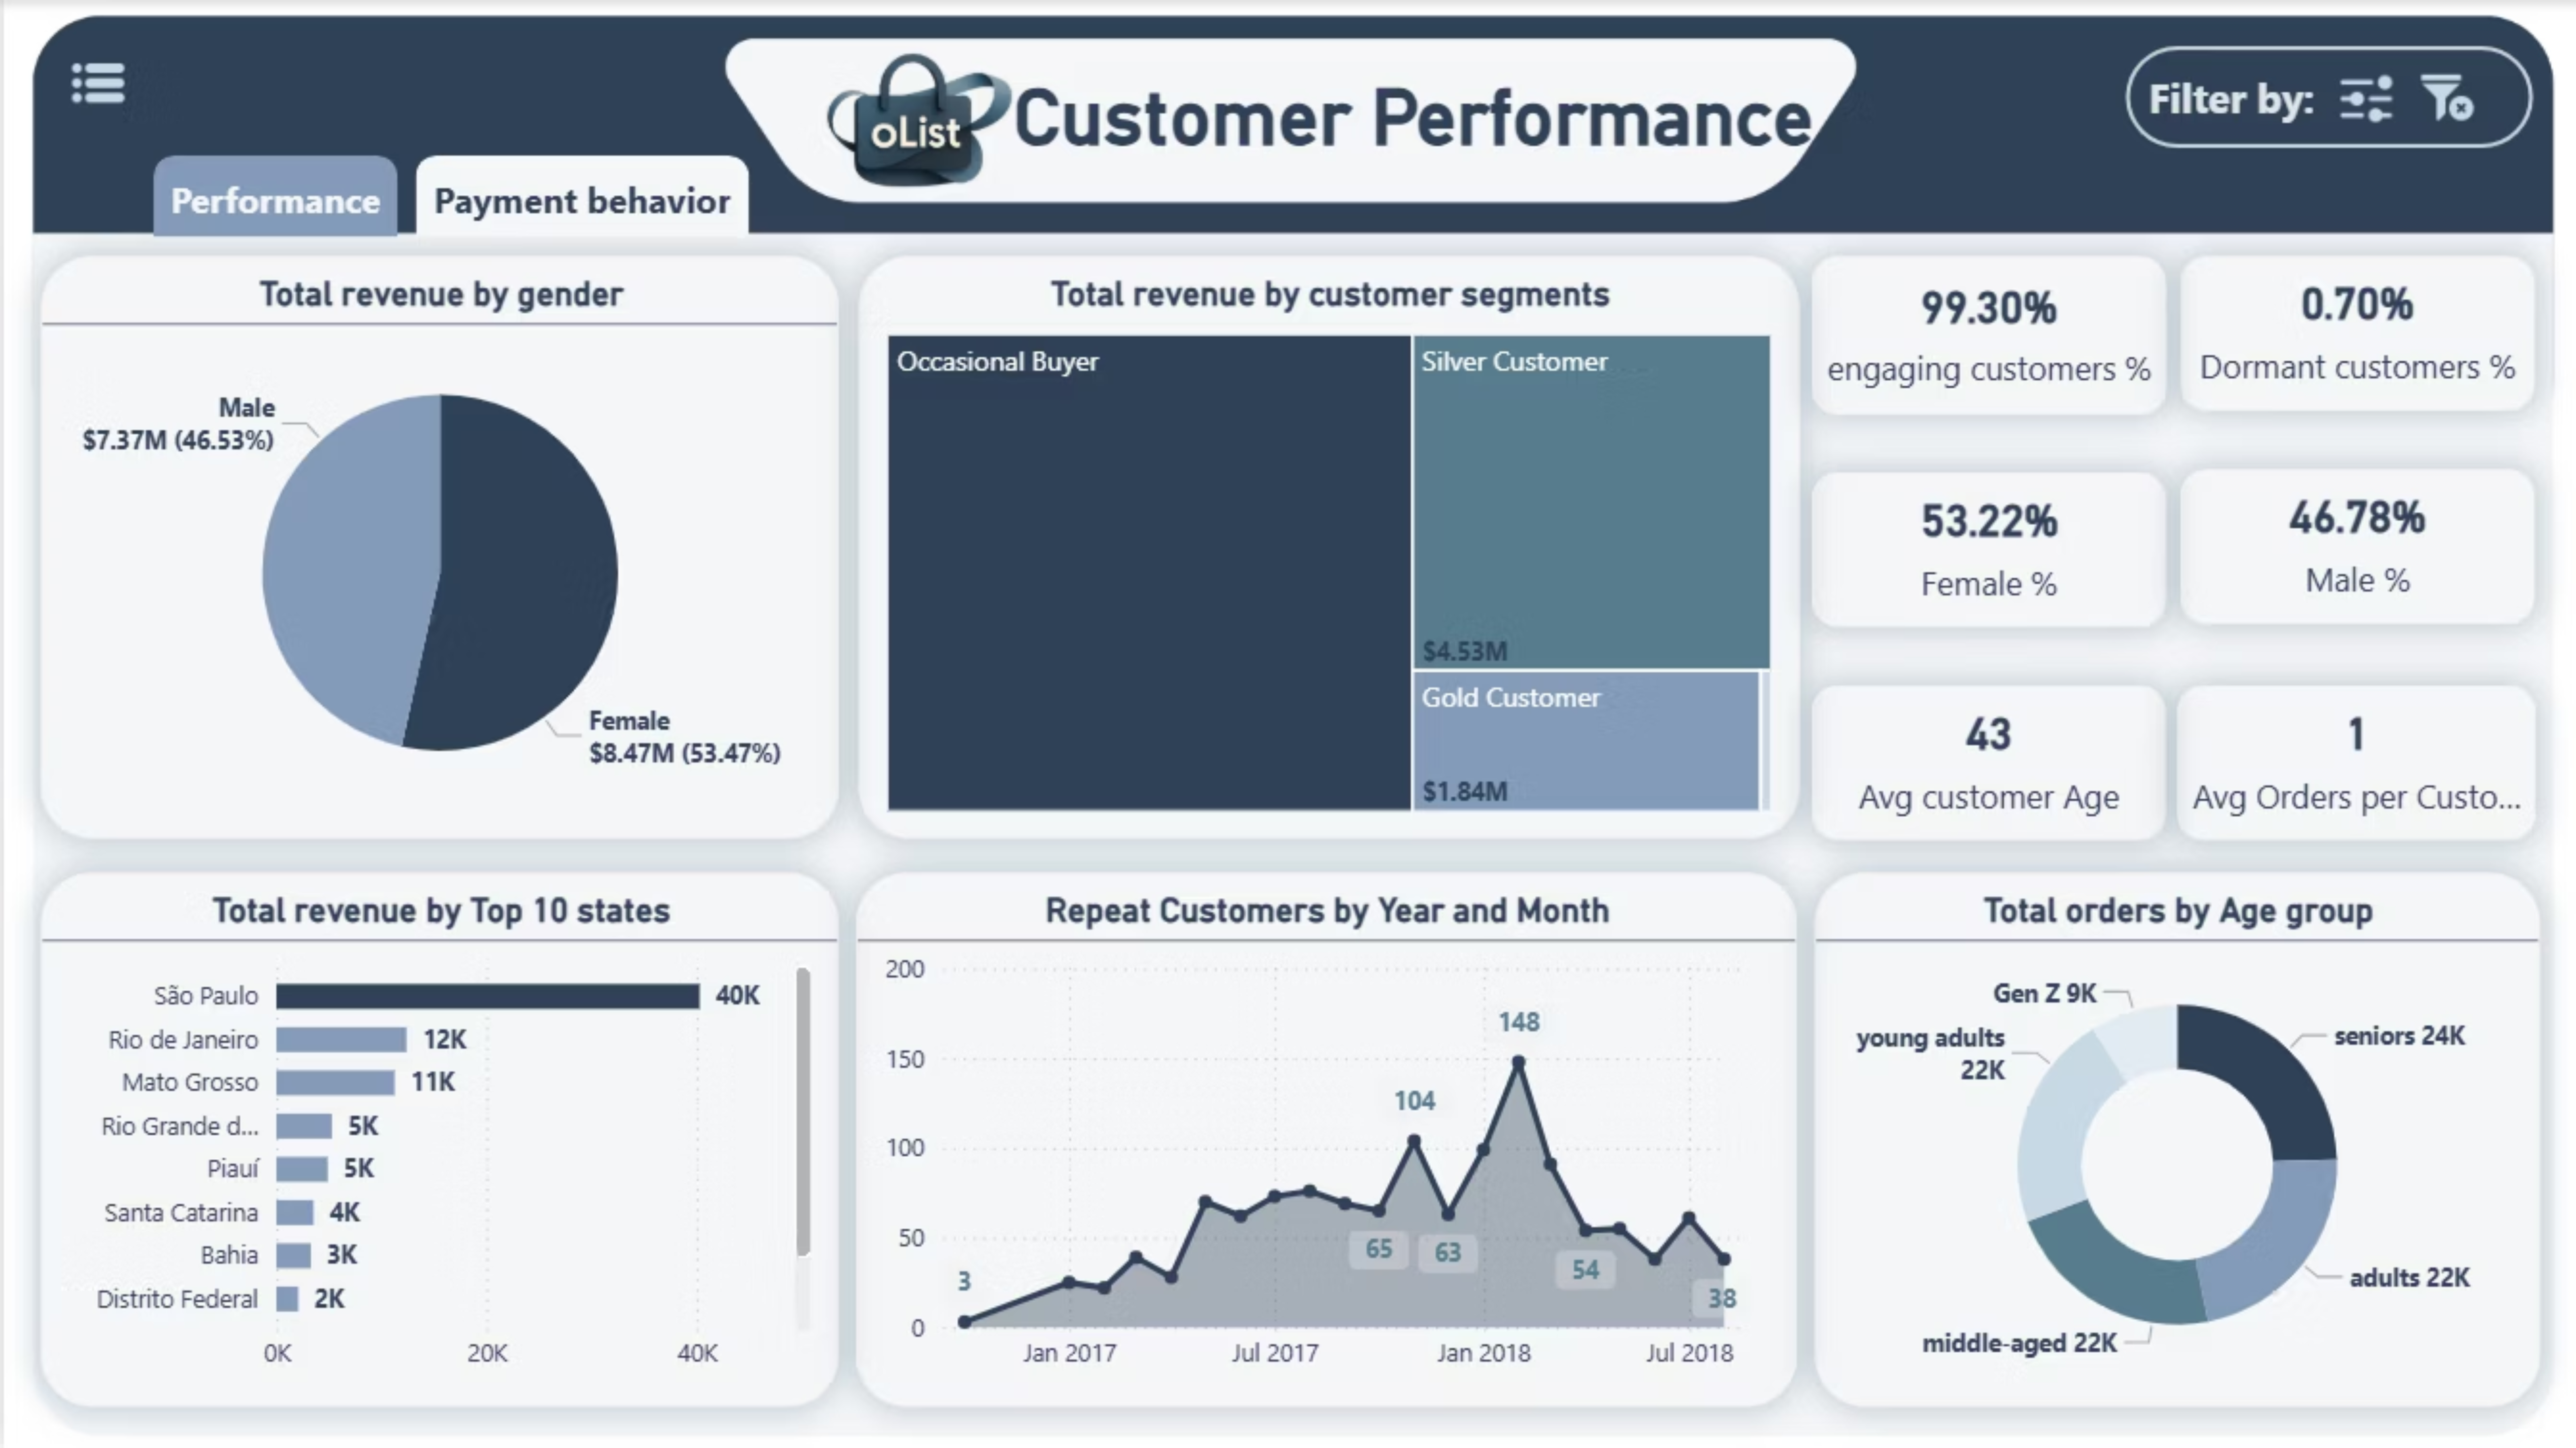 oList
Customer Performance
Filter by:
Performance
Payment behavior
Total revenue by gender
Male
$7.37M (46.53%)
Female
$8.47M (53.47%)
Total revenue by customer segments
Occasional Buyer
Silver Customer
$4.53M
Gold Customer
$1.84M
99.30%
engaging customers %
0.70%
Dormant customers %
53.22%
Female %
46.78%
Male %
43
Avg customer Age
1
Avg Orders per Custo...
Total revenue by Top 10 states
São Paulo 40K
Rio de Janeiro 12K
Mato Grosso 11K
Rio Grande d... 5K
Piauí 5K
Santa Catarina 4K
Bahia 3K
Distrito Federal 2K
0K 20K 40K
Repeat Customers by Year and Month
200
150
100
50
0
3
65
104
63
148
54
38
Jan 2017 Jul 2017 Jan 2018 Jul 2018
Total orders by Age group
Gen Z 9K
young adults
22K
seniors 24K
adults 22K
middle-aged 22K